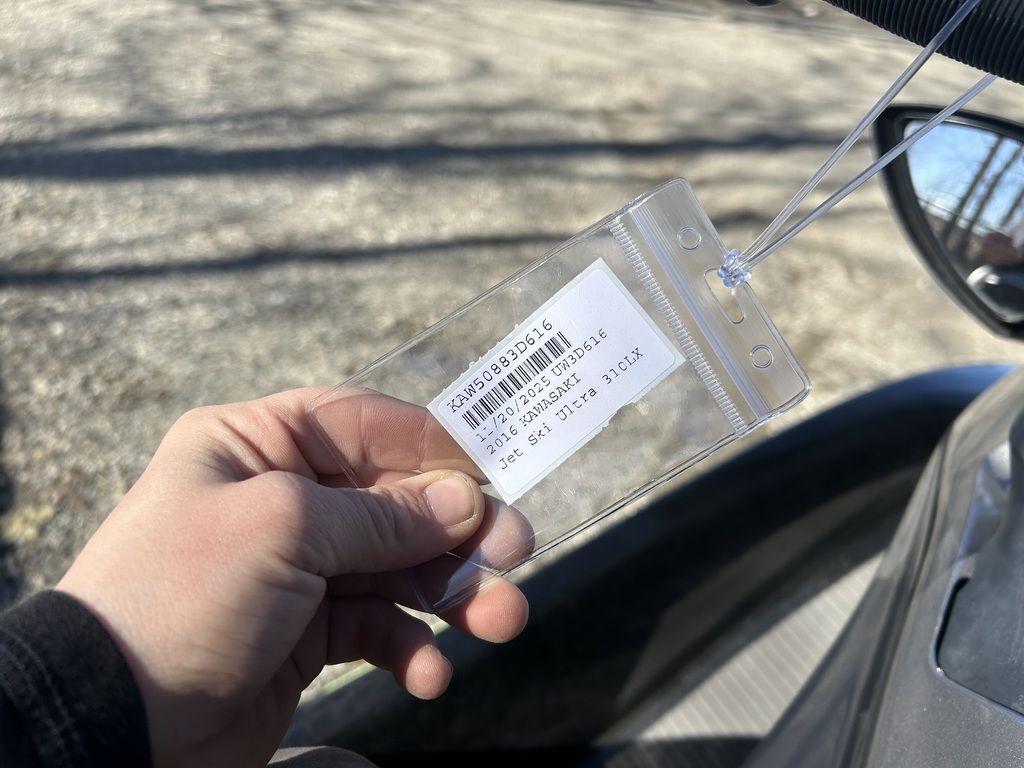 KAW50883D616
11/20/2025 UW3D616
2016 KAWASAKI
Jet Ski Ultra 310LX